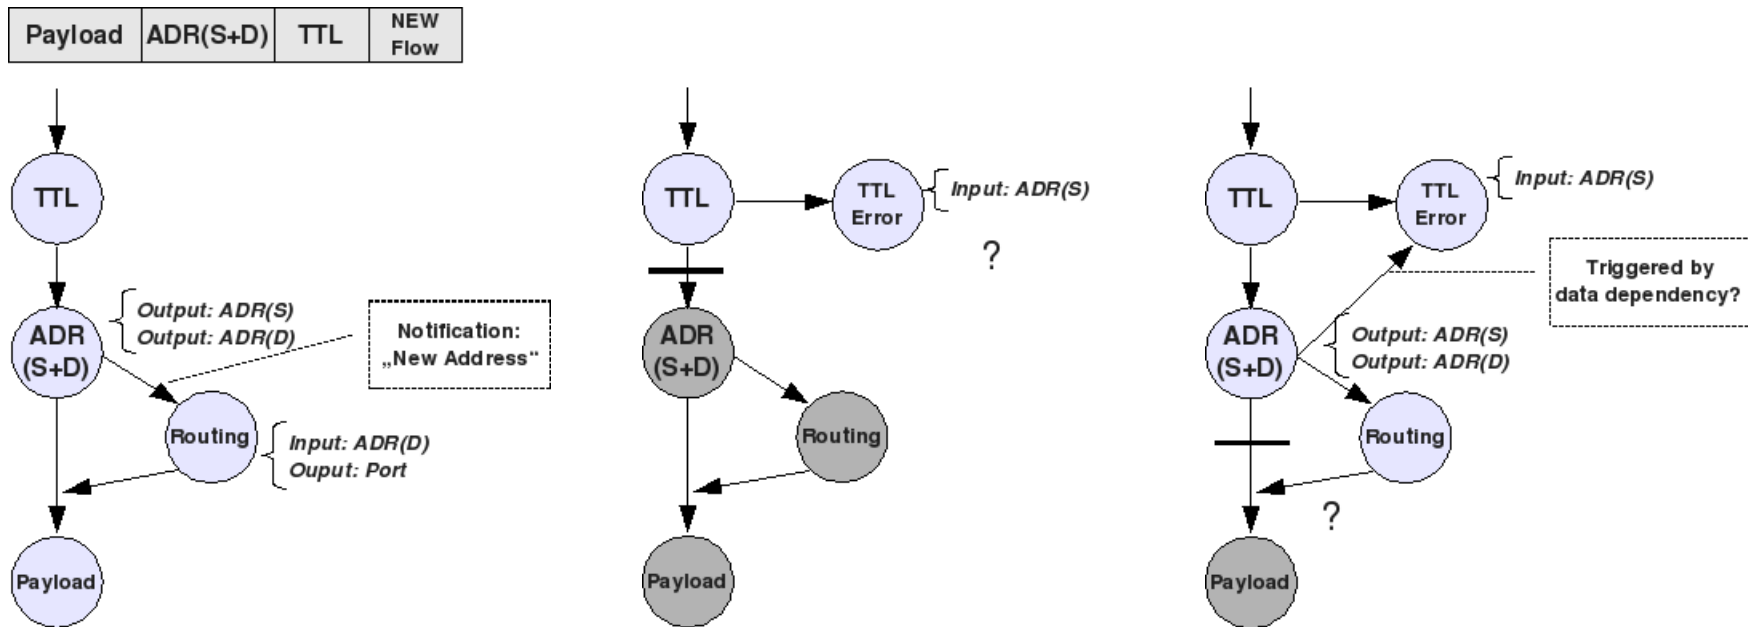 Payload ADR(S+D) TTL NEW Flow
TTL
ADR
(S+D)
Output: ADR(S)
Output: ADR(D)
Notification:
„New Address“
Routing
Input: ADR(D)
Ouput: Port
Payload
TTL
TTL
Error
Input: ADR(S)
?
ADR
(S+D)
Routing
Payload
TTL
TTL
Error
Input: ADR(S)
Triggered by
data dependency?
ADR
(S+D)
Output: ADR(S)
Output: ADR(D)
Routing
?
Payload